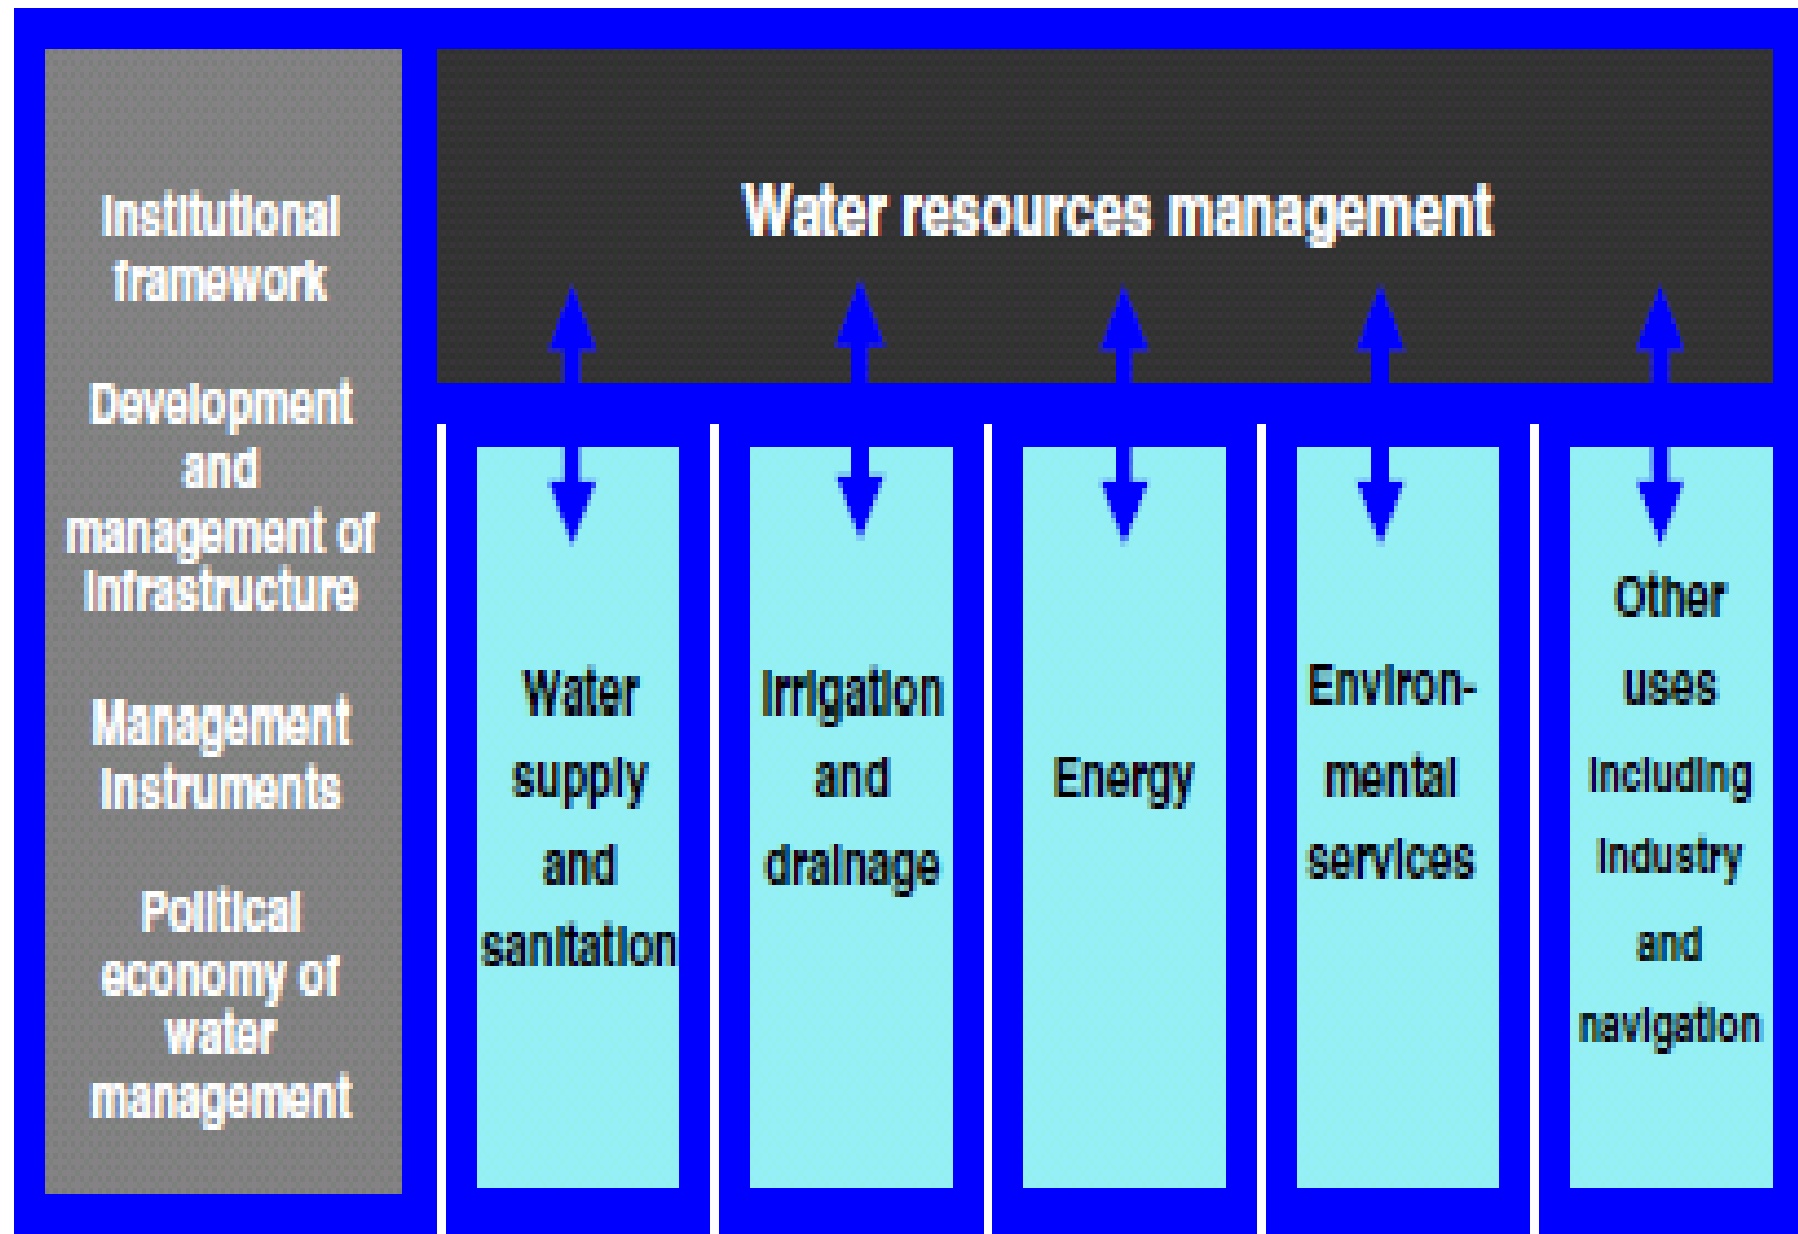 Institutional
framework
Development
and
management of
infrastructure
Management
instruments
Political
economy of
water
management
Water resources management
Water
supply
and
sanitation
Irrigation
and
drainage
Energy
Environ-
mental
services
Other
uses
including
industry
and
navigation